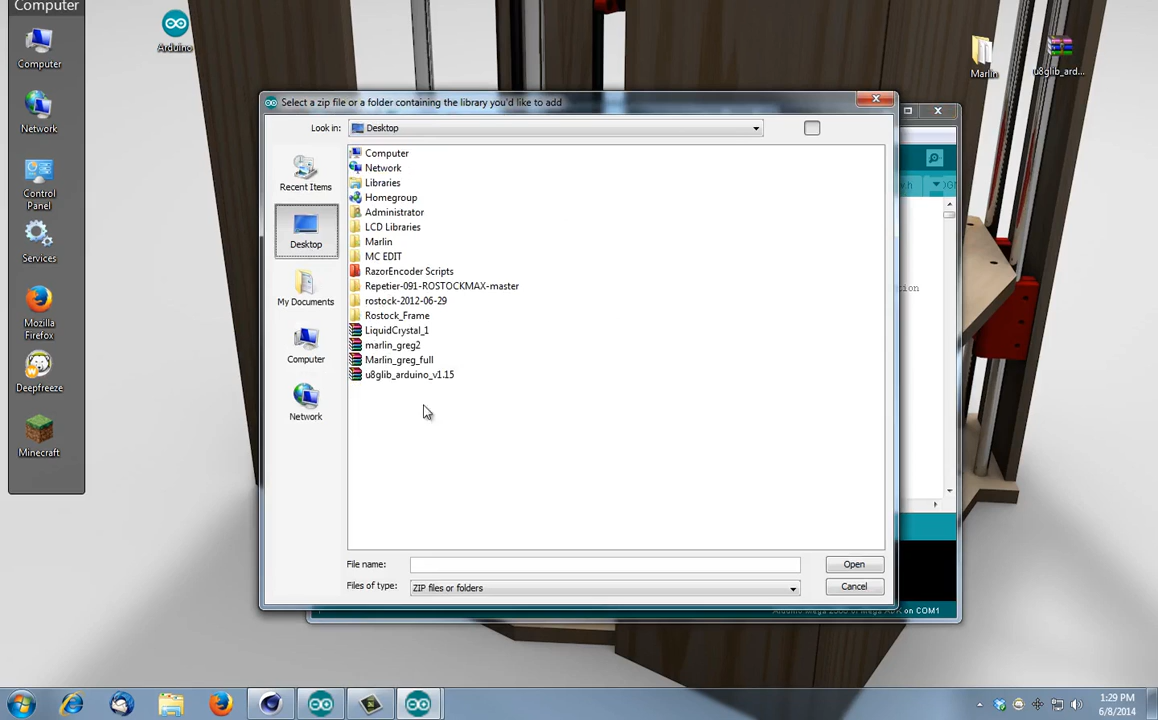 Computer
Computer
Network
Control
Panel
Services
Mozilla
Firefox
Deepfreeze
Minecraft
Arduino
Marlin
u8glib_ard...
Select a zip file or a folder containing the library you'd like to add
Look in:
Desktop
Recent Items
Desktop
My Documents
Computer
Network
Computer
Network
Libraries
Homegroup
Administrator
LCD Libraries
Marlin
MC EDIT
RazorEncoder Scripts
Repetier-091-ROSTOCKMAX-master
rostock-2012-06-29
Rostock_Frame
LiquidCrystal_1
marlin_greg2
Marlin_greg_full
u8glib_arduino_v1.15
File name:
Open
Files of type:
ZIP files or folders
Cancel
on COM1
1:29 PM
6/8/2014